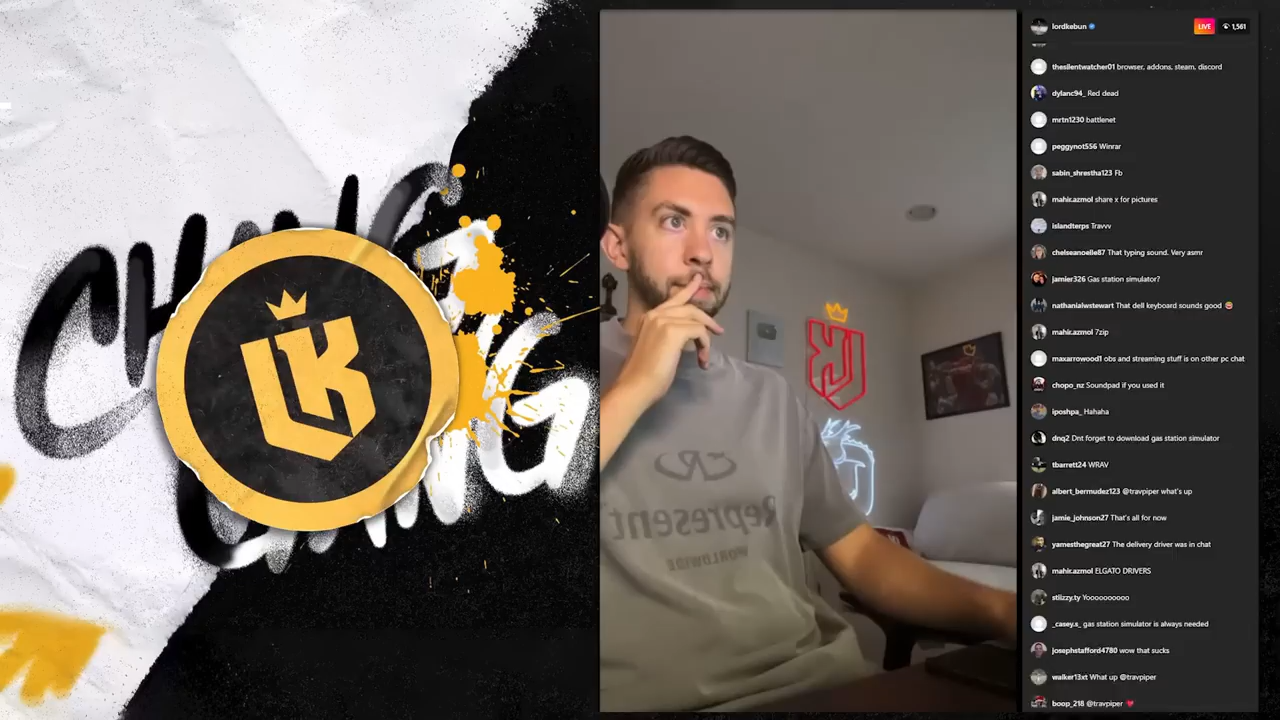 CHANG
GANG
LK
LK
CR
Represent
WORLDWIDE
lordkebun
LIVE
1,561
thesilentwatcher01 browser, addons, steam, discord
dylanc94_ Red dead
mrtn1230 battlenet
peggynot556 Winrar
sabin_shrestha123 Fb
mahir.azmol share x for pictures
islandterps Travvv
chelseanoelle87 That typing sound. Very asmr
jamier326 Gas station simulator?
nathanialwstewart That dell keyboard sounds good
mahir.azmol 7zip
maxarrowood1 obs and streaming stuff is on other pc chat
chopo_nz Soundpad if you used it
iposhpa_ Hahaha
dnq2 Dnt forget to download gas station simulator
tbarrett24 WRAV
albert_bermudez123 @travpiper what's up
jamie_johnson27 That's all for now
yamesthegreat27 The delivery driver was in chat
mahir.azmol ELGATO DRIVERS
stlizzy.ty Yoooooooooo
_casey.s_ gas station simulator is always needed
josephstafford4780 wow that sucks
walker13xt What up @travpiper
boop_218 @travpiper